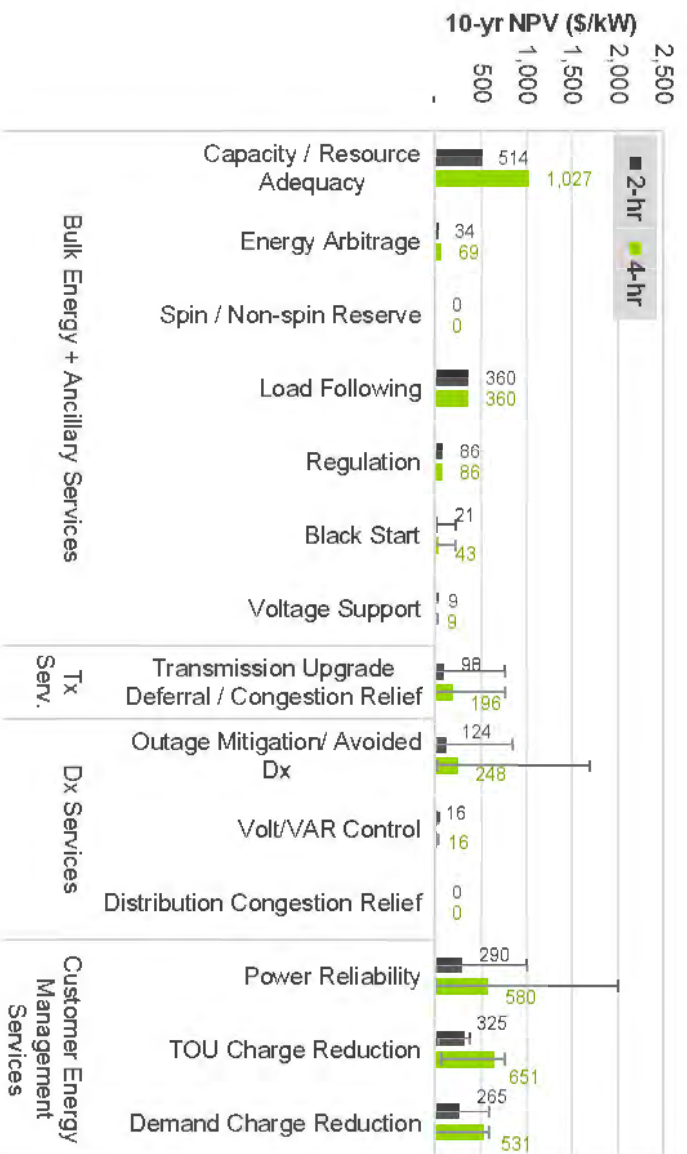 10-yr NPV ($/kW)
2,500
2,000
1,500
1,000
500
-
2-hr 4-hr
Capacity / Resource
Adequacy
514
1,027
Energy Arbitrage
34
69
Spin / Non-spin Reserve
0
0
Load Following
360
360
Regulation
86
86
Black Start
21
43
Voltage Support
9
9
Transmission Upgrade
Deferral / Congestion Relief
98
196
Outage Mitigation/ Avoided
Dx
124
248
Volt/VAR Control
16
16
Distribution Congestion Relief
0
0
Power Reliability
290
580
TOU Charge Reduction
325
651
Demand Charge Reduction
265
531
Bulk Energy + Ancillary Services
Tx
Serv.
Dx Services
Customer Energy
Management
Services